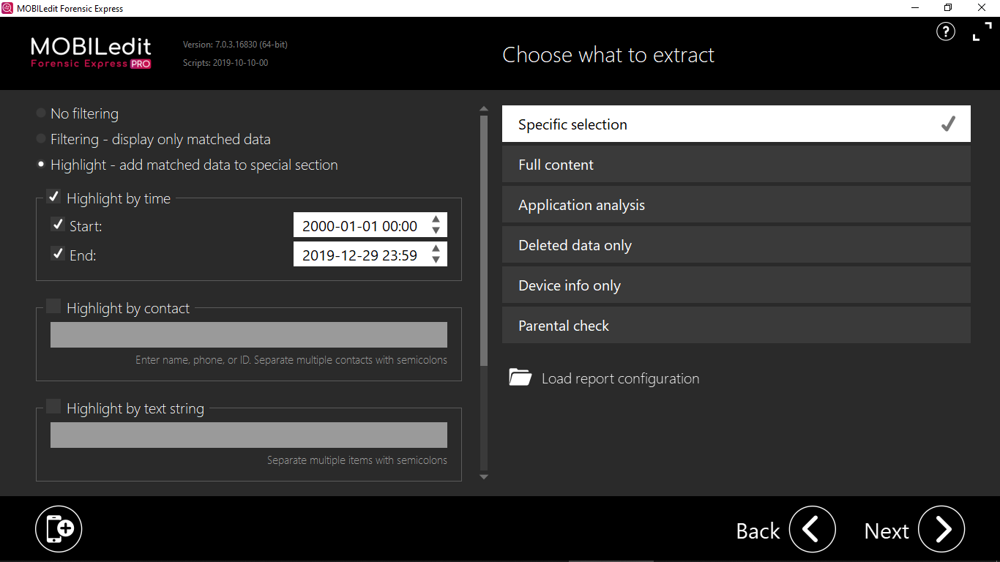 MOBILedit Forensic Express
MOBILedit
Forensic Express PRO
Version: 7.0.3.16830 (64-bit)
Scripts: 2019-10-10-00
Choose what to extract
?
No filtering
Filtering - display only matched data
Highlight - add matched data to special section
Highlight by time
Start:
2000-01-01 00:00
End:
2019-12-29 23:59
Highlight by contact
Enter name, phone, or ID. Separate multiple contacts with semicolons
Highlight by text string
Separate multiple items with semicolons
Specific selection
Full content
Application analysis
Deleted data only
Device info only
Parental check
Load report configuration
Back
Next